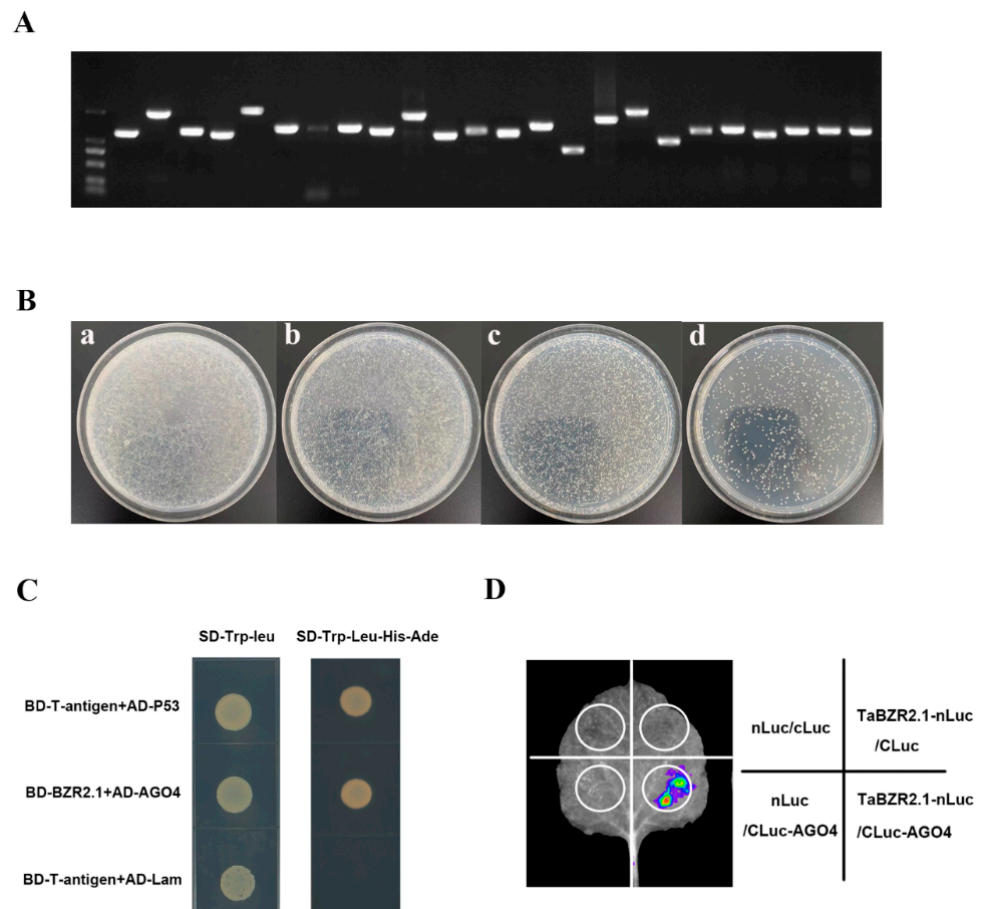 A
B
a
b
c
d
C
D
SD-Trp-leu
SD-Trp-Leu-His-Ade
BD-T-antigen+AD-P53
BD-BZR2.1+AD-AGO4
BD-T-antigen+AD-Lam
nLuc/cLuc
TaBZR2.1-nLuc
/CLuc
nLuc
/CLuc-AGO4
TaBZR2.1-nLuc
/CLuc-AGO4